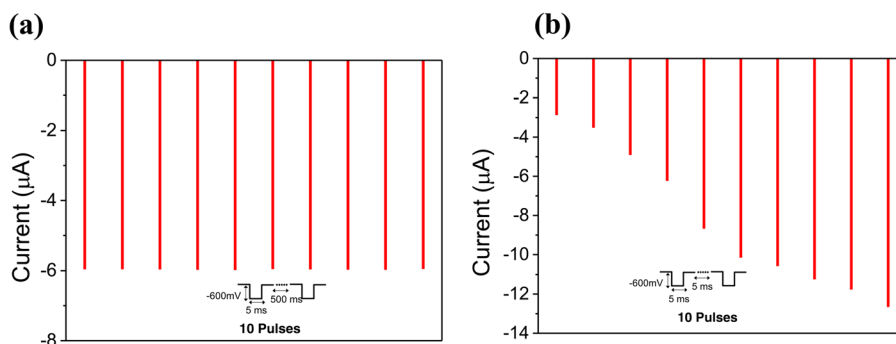 (a)
0
-2
-4
-6
-8
Current (μA)
-600mV
5 ms
500 ms
10 Pulses
(b)
0
-2
-4
-6
-8
-10
-12
-14
Current (μA)
-600mV
5 ms
5 ms
10 Pulses